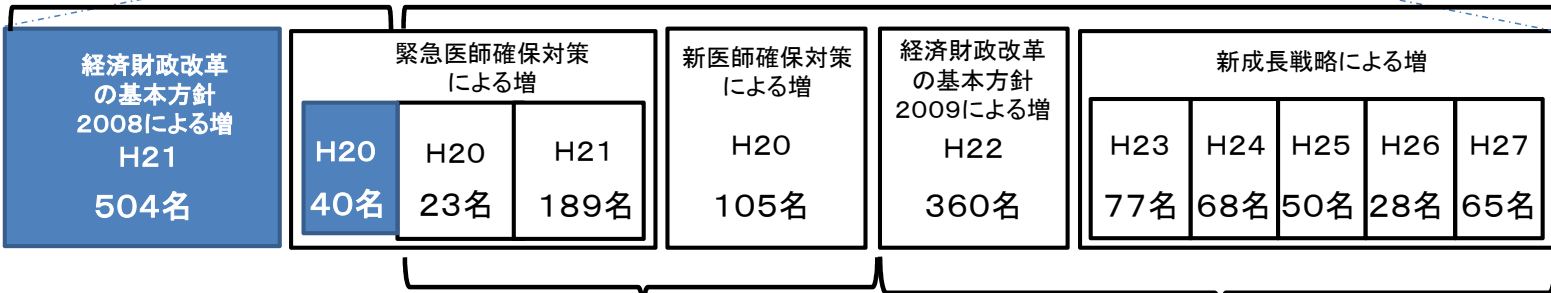 経済財政改革
の基本方針
2008による増
H21
504名
緊急医師確保対策
による増
H20
40名
H20
23名
H21
189名
新医師確保対策
による増
H20
105名
経済財政改革
の基本方針
2009による増
H22
360名
新成長戦略による増
H23
77名
H24
68名
H25
50名
H26
28名
H27
65名